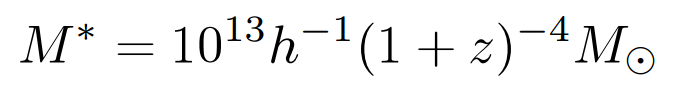 M* = 10¹³h⁻¹(1 + z)⁻⁴M☉